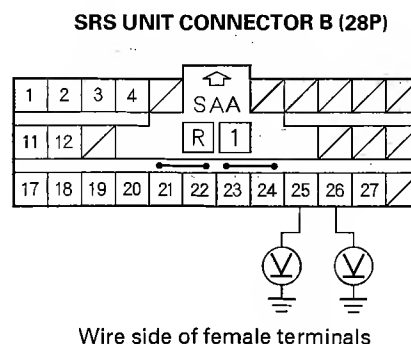 SRS UNIT CONNECTOR B (28P)
1 2 3 4
SAA
11 12 R 1
17 18 19 20 21 22 23 24 25 26 27
V V
Wire side of female terminals